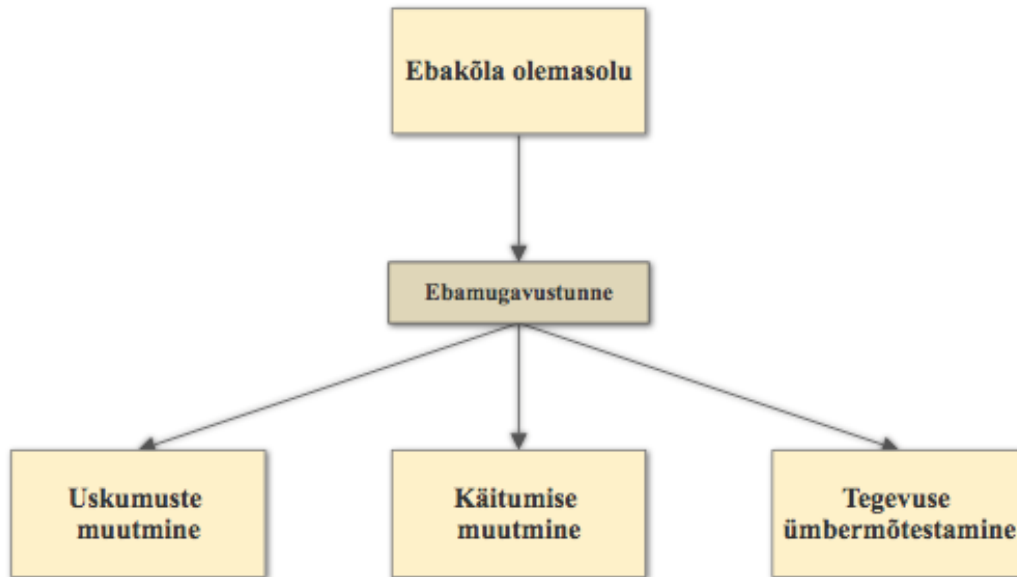 Ebakõla olemasolu
Ebamugavustunne
Uskumuste
muutmine
Käitumise
muutmine
Tegevuse
ümbermõtestamine